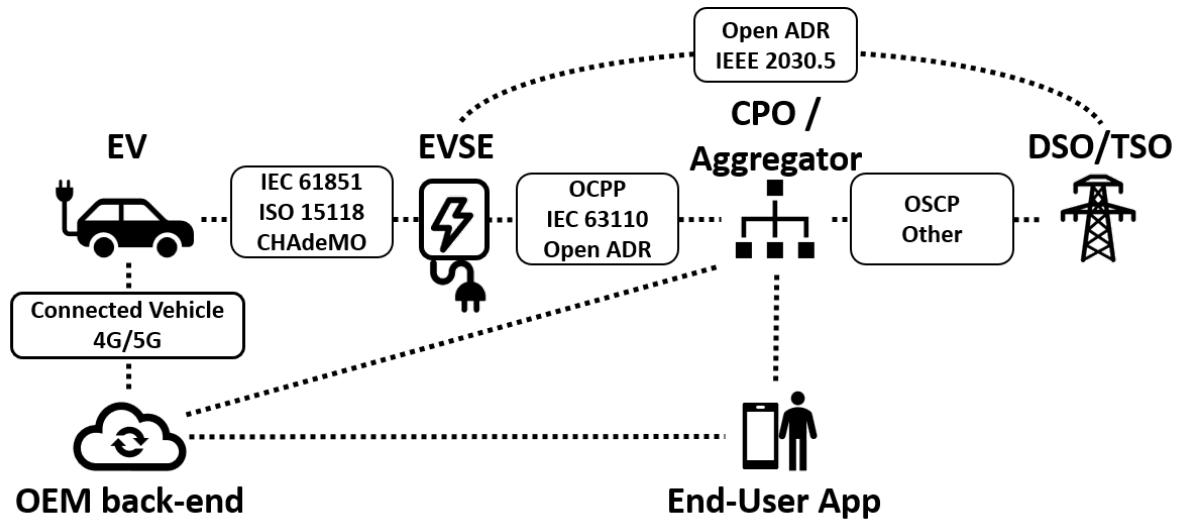 Open ADR
IEEE 2030.5
CPO /
Aggregator
EV
EVSE
DSO/TSO
IEC 61851
ISO 15118
CHAdeMO
OCPP
IEC 63110
Open ADR
OSCP
Other
Connected Vehicle
4G/5G
OEM back-end
End-User App